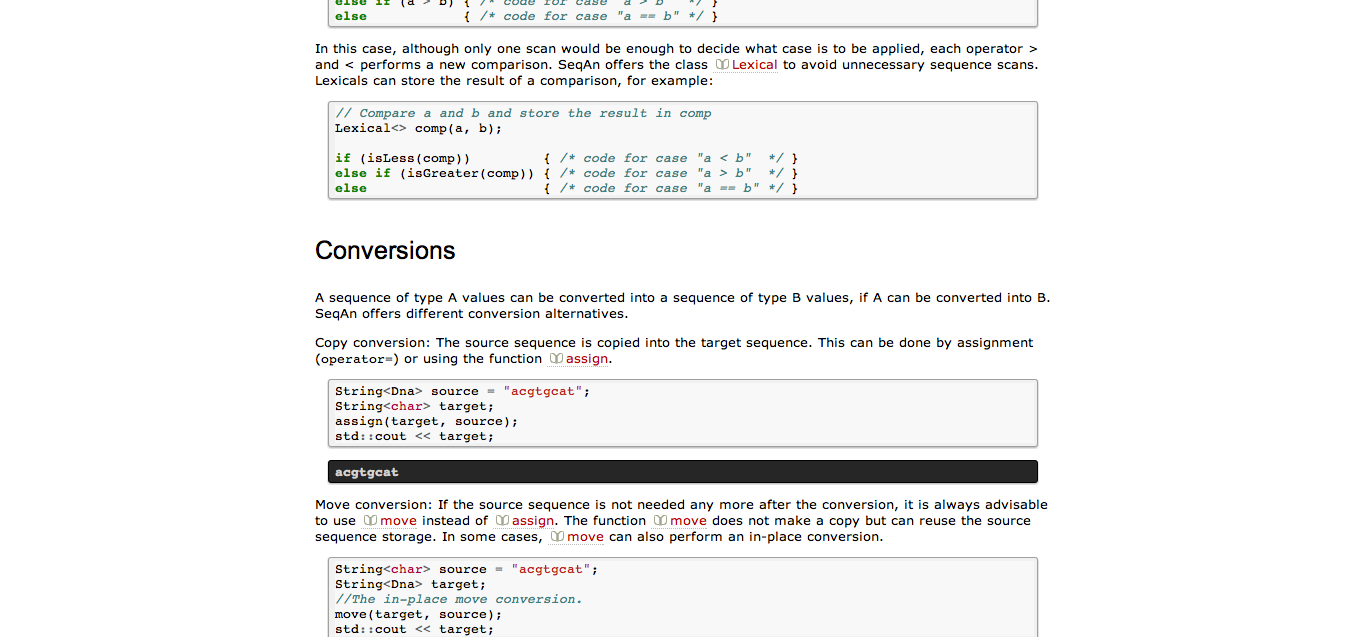 else if (a > b) { /* code for case "a > b"  */ }
else            { /* code for case "a == b" */ }
In this case, although only one scan would be enough to decide what case is to be applied, each operator >
and < performs a new comparison. SeqAn offers the class Lexical to avoid unnecessary sequence scans.
Lexicals can store the result of a comparison, for example:
// Compare a and b and store the result in comp
Lexical<> comp(a, b);
if (isLess(comp))         { /* code for case "a < b"  */ }
else if (isGreater(comp)) { /* code for case "a > b"  */ }
else                      { /* code for case "a == b" */ }
Conversions
A sequence of type A values can be converted into a sequence of type B values, if A can be converted into B.
SeqAn offers different conversion alternatives.
Copy conversion: The source sequence is copied into the target sequence. This can be done by assignment
(operator=) or using the function assign.
String<Dna> source = "acgtgcat";
String<char> target;
assign(target, source);
std::cout << target;
acgtgcat
Move conversion: If the source sequence is not needed any more after the conversion, it is always advisable
to use move instead of assign. The function move does not make a copy but can reuse the source
sequence storage. In some cases, move can also perform an in-place conversion.
String<char> source = "acgtgcat";
String<Dna> target;
//The in-place move conversion.
move(target, source);
std::cout << target;